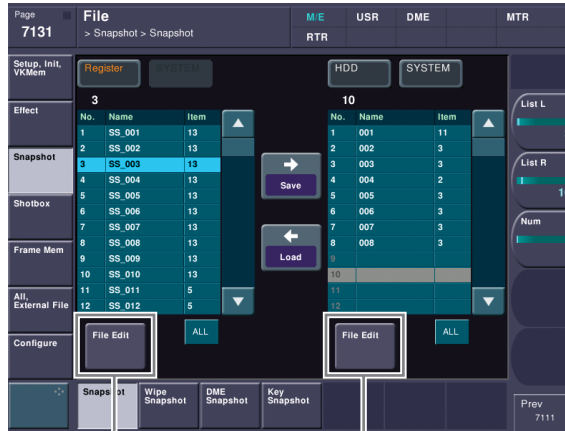 Page
7131
File
> Snapshot > Snapshot
M/E USR DME MTR
RTR
Setup, Init,
VKMem
Effect
Snapshot
Shotbox
Frame Mem
All,
External File
Configure
Register SYSTEM
3
No. Name Item
1 SS_001 13
2 SS_002 13
3 SS_003 13
4 SS_004 13
5 SS_005 13
6 SS_006 13
7 SS_007 13
8 SS_008 13
9 SS_009 13
10 SS_010 13
11 SS_011 5
12 SS_012 5
File Edit
ALL
Save
Load
HDD SYSTEM
10
No. Name Item
1 001 11
2 002 3
3 003 3
4 004 2
5 005 3
6 006 3
7 007 3
8 008 3
9
10
11
12
File Edit
ALL
List L
List R
10
Num
Snapshot
Wipe
Snapshot
DME
Snapshot
Key
Snapshot
Prev
7111